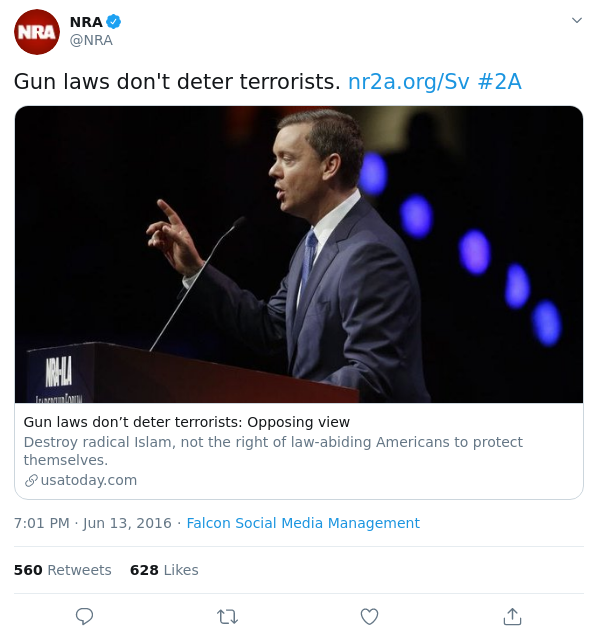 NRA
NRA
@NRA
Gun laws don't deter terrorists. nr2a.org/Sv #2A
NRA-ILA
LEADERSHIP FORUM
Gun laws don’t deter terrorists: Opposing view
Destroy radical Islam, not the right of law-abiding Americans to protect
themselves.
usatoday.com
7:01 PM · Jun 13, 2016 · Falcon Social Media Management
560 Retweets 628 Likes